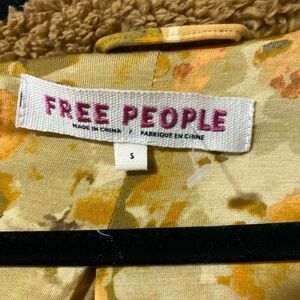 FREE PEOPLE
MADE IN CHINA / FABRIQUÉ EN CHINE
S